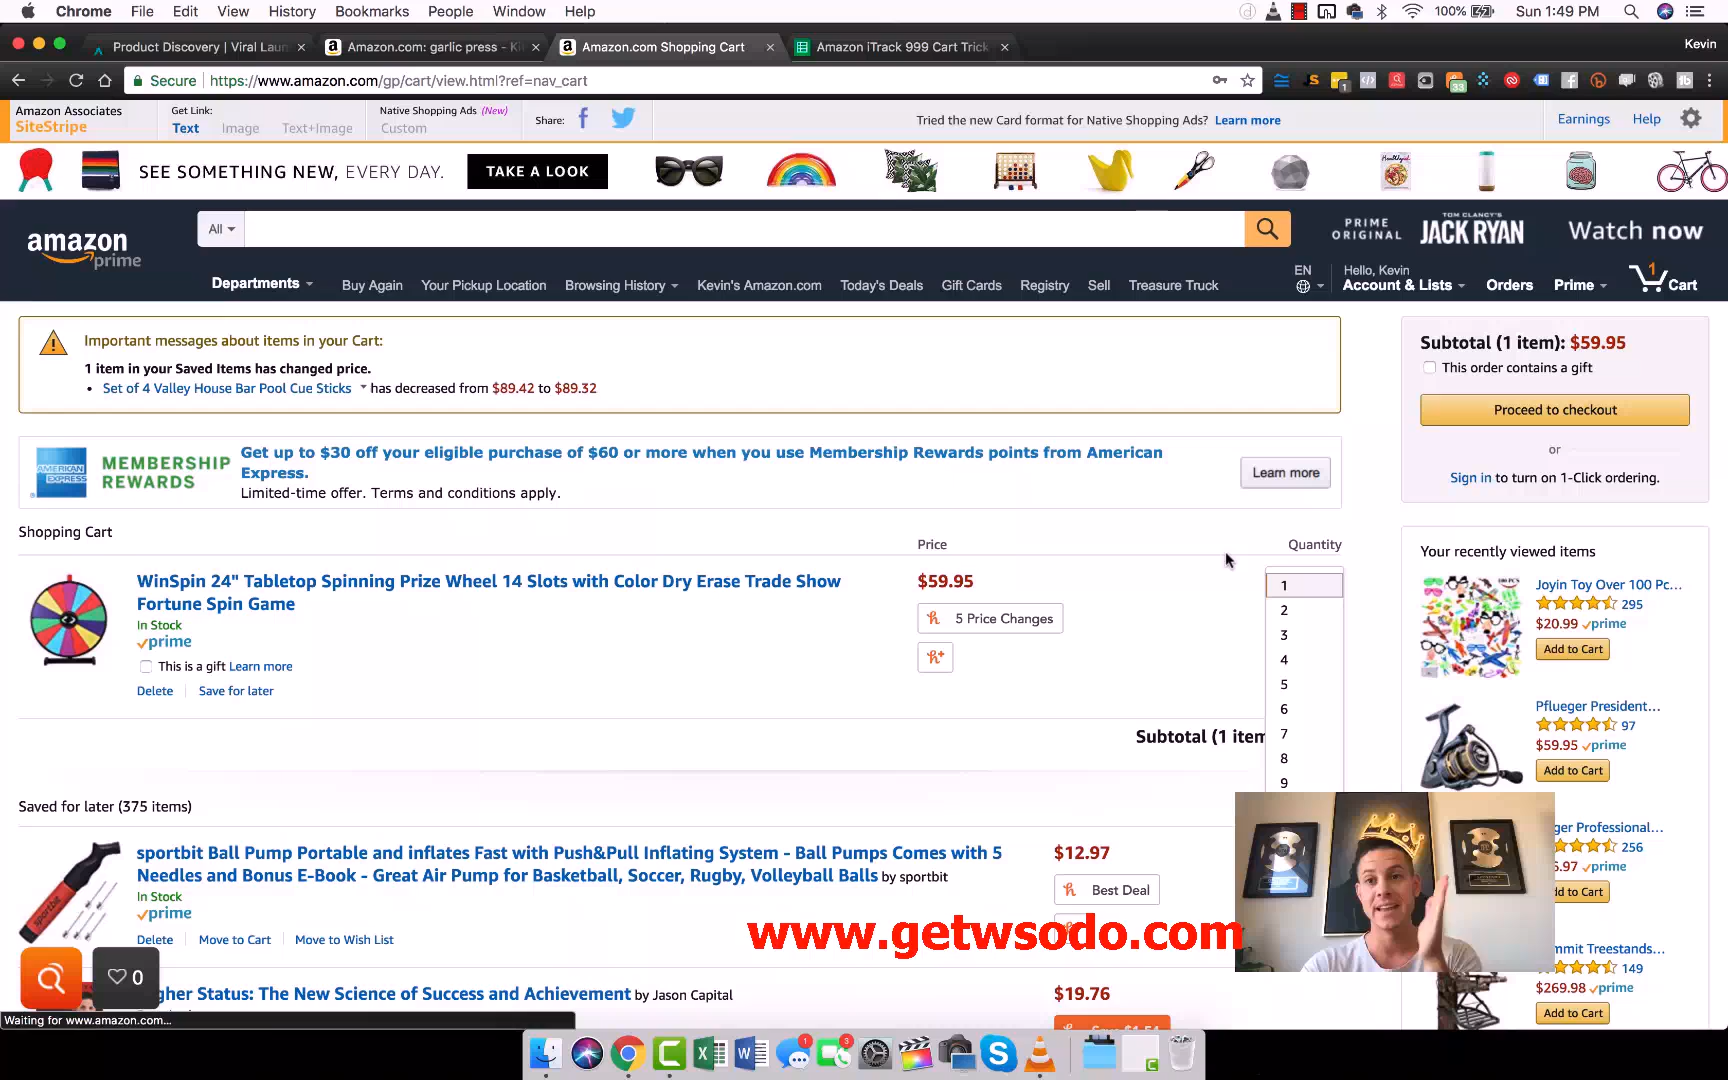 Chrome File Edit View History Bookmarks People Window Help
100% Sun 1:49 PM
Product Discovery | Viral Laun
Amazon.com: garlic press - Ki
Amazon.com Shopping Cart
Amazon iTrack 999 Cart Trick
Kevin
Secure https://www.amazon.com/gp/cart/view.html?ref=nav_cart
Amazon Associates
SiteStripe
Get Link:
Text Image Text+Image
Native Shopping Ads (New)
Custom
Share:
Tried the new Card format for Native Shopping Ads? Learn more
Earnings Help
SEE SOMETHING NEW, EVERY DAY. TAKE A LOOK
amazon
prime
All
PRIME
ORIGINAL
TOM CLANCY'S
JACK RYAN
Watch now
Departments Buy Again Your Pickup Location Browsing History Kevin's Amazon.com Today's Deals Gift Cards Registry Sell Treasure Truck
EN
Hello, Kevin
Account & Lists Orders Prime
1
Cart
Important messages about items in your Cart:
1 item in your Saved Items has changed price.
• Set of 4 Valley House Bar Pool Cue Sticks has decreased from $89.42 to $89.32
Subtotal (1 item): $59.95
This order contains a gift
Proceed to checkout
or
Sign in to turn on 1-Click ordering.
AMERICAN
EXPRESS
MEMBERSHIP
REWARDS
Get up to $30 off your eligible purchase of $60 or more when you use Membership Rewards points from American
Express.
Limited-time offer. Terms and conditions apply.
Learn more
Shopping Cart
Price Quantity
WinSpin 24" Tabletop Spinning Prize Wheel 14 Slots with Color Dry Erase Trade Show
Fortune Spin Game
In Stock
prime
This is a gift Learn more
Delete Save for later
$59.95
5 Price Changes
1
2
3
4
5
6
7
8
9
Subtotal (1 item
Your recently viewed items
Joyin Toy Over 100 Pc...
295
$20.99 prime
Add to Cart
Pflueger President...
97
$59.95 prime
Add to Cart
ger Professional...
256
5.97 prime
dd to Cart
mmit Treestands...
149
$269.98 prime
Add to Cart
Saved for later (375 items)
sportbit Ball Pump Portable and inflates Fast with Push&Pull Inflating System - Ball Pumps Comes with 5
Needles and Bonus E-Book - Great Air Pump for Basketball, Soccer, Rugby, Volleyball Balls by sportbit
In Stock
prime
Delete Move to Cart Move to Wish List
$12.97
Best Deal
www.getwsodo.com
0
gher Status: The New Science of Success and Achievement by Jason Capital
$19.76
Waiting for www.amazon.com...